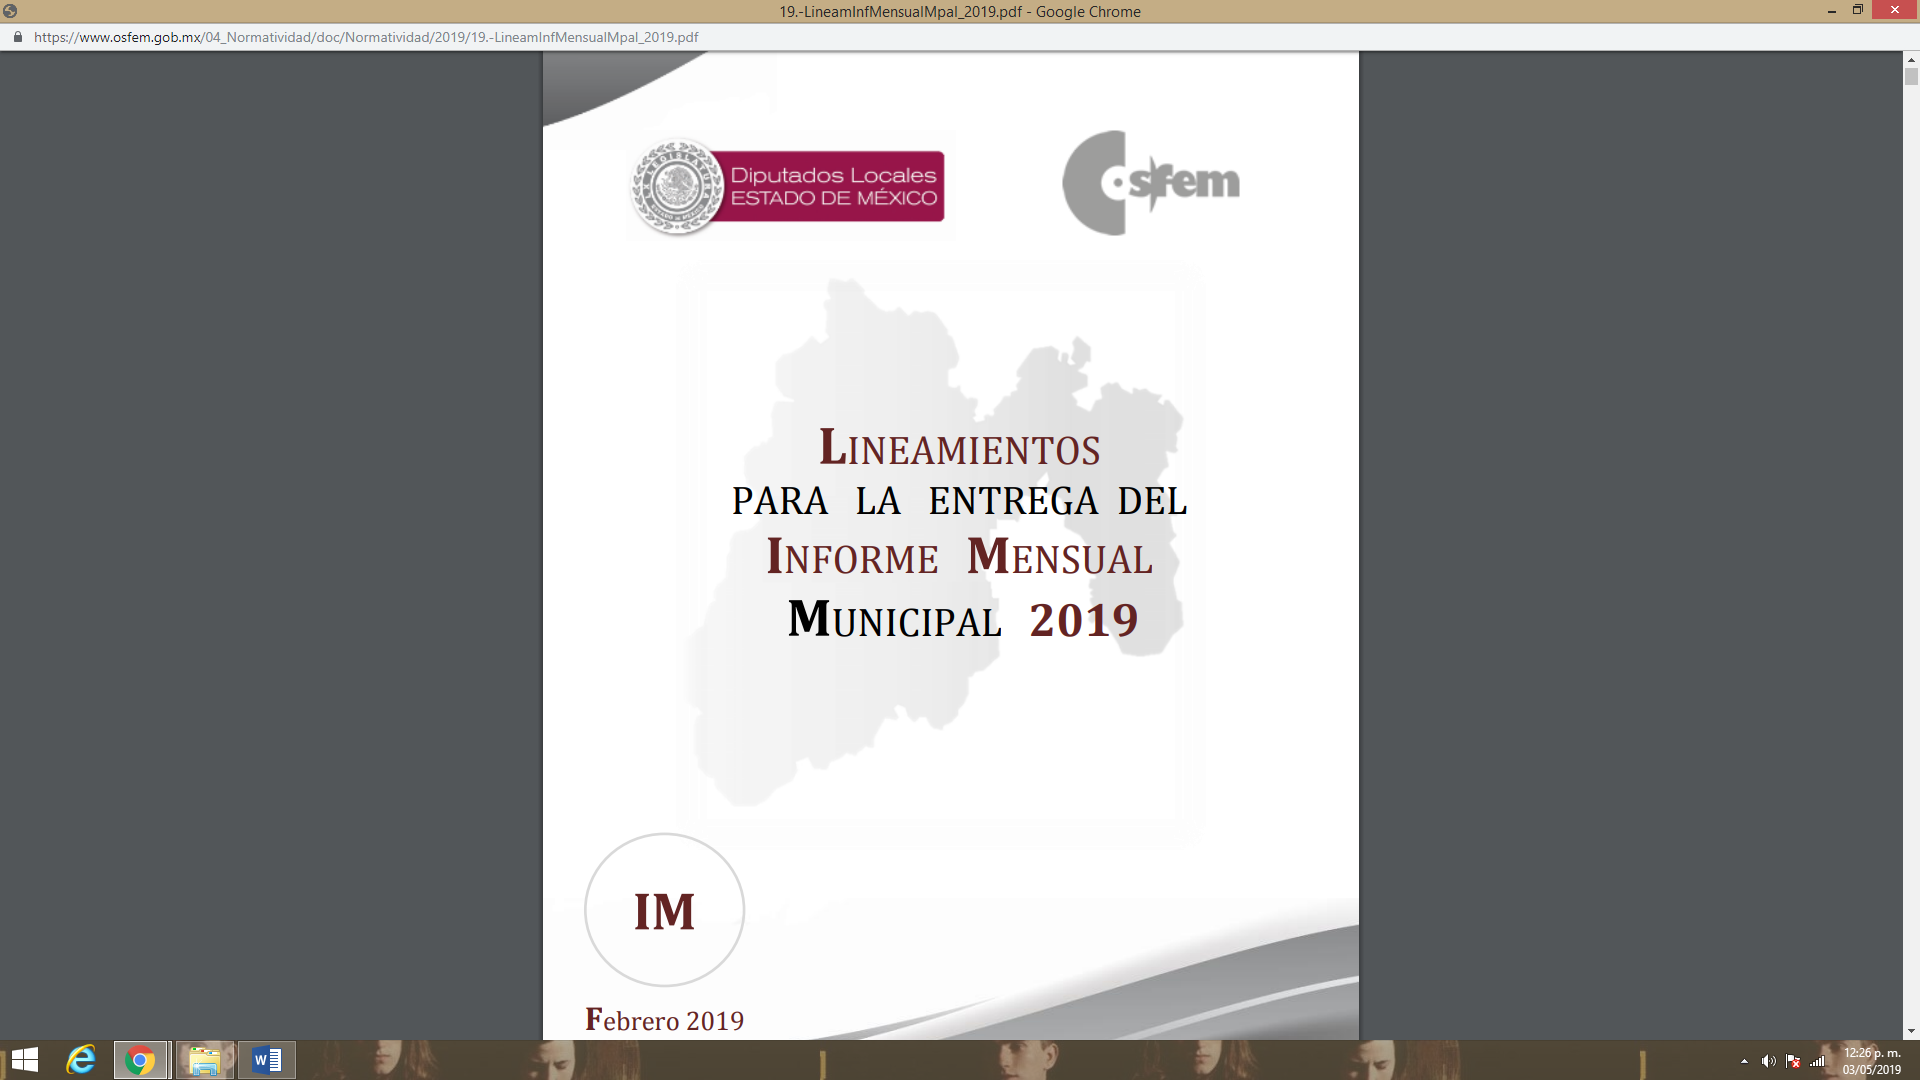 19.-LineamInfMensualMpal_2019.pdf - Google Chrome
https://www.osfem.gob.mx/04_Normatividad/doc/Normatividad/2019/19.-LineamInfMensualMpal_2019.pdf
Diputados Locales
ESTADO DE MÉXICO
Osfem
LINEAMIENTOS
PARA LA ENTREGA DEL
INFORME MENSUAL
MUNICIPAL 2019
IM
Febrero 2019
12:26 p. m.
03/05/2019